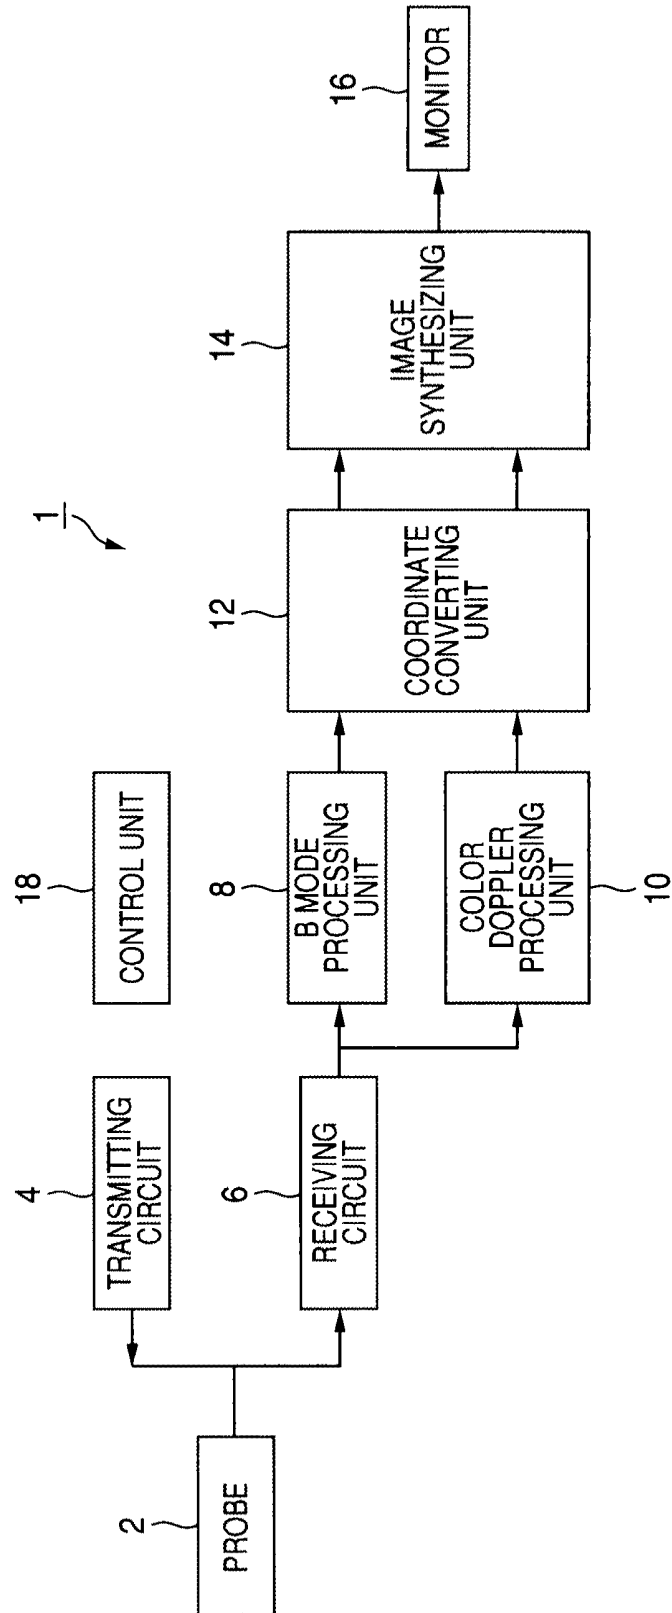 1
2
PROBE
4
TRANSMITTING
CIRCUIT
6
RECEIVING
CIRCUIT
18
CONTROL UNIT
8
B MODE
PROCESSING
UNIT
COLOR
DOPPLER
PROCESSING
UNIT
10
12
COORDINATE
CONVERTING
UNIT
14
IMAGE
SYNTHESIZING
UNIT
16
MONITOR